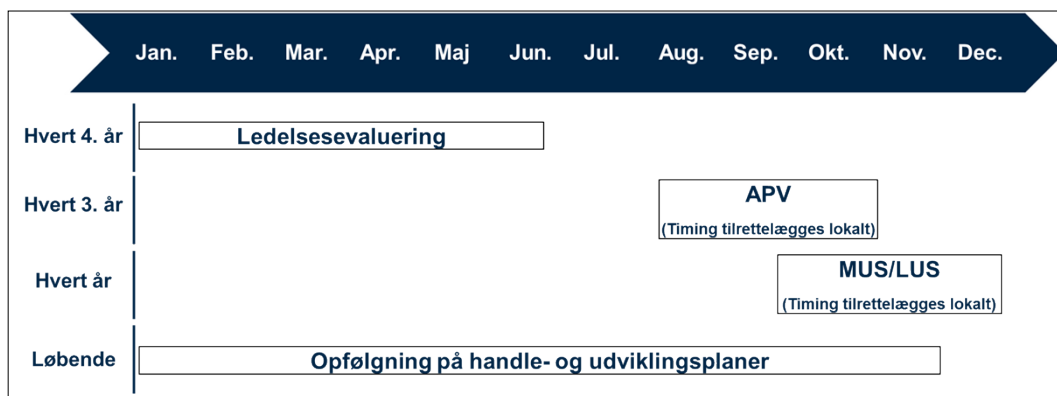 Jan. Feb. Mar. Apr. Maj Jun. Jul. Aug. Sep. Okt. Nov. Dec.
Hvert 4. år
Ledelsesevaluering
Hvert 3. år
APV
(Timing tilrettelægges lokalt)
Hvert år
MUS/LUS
(Timing tilrettelægges lokalt)
Løbende
Opfølgning på handle- og udviklingsplaner